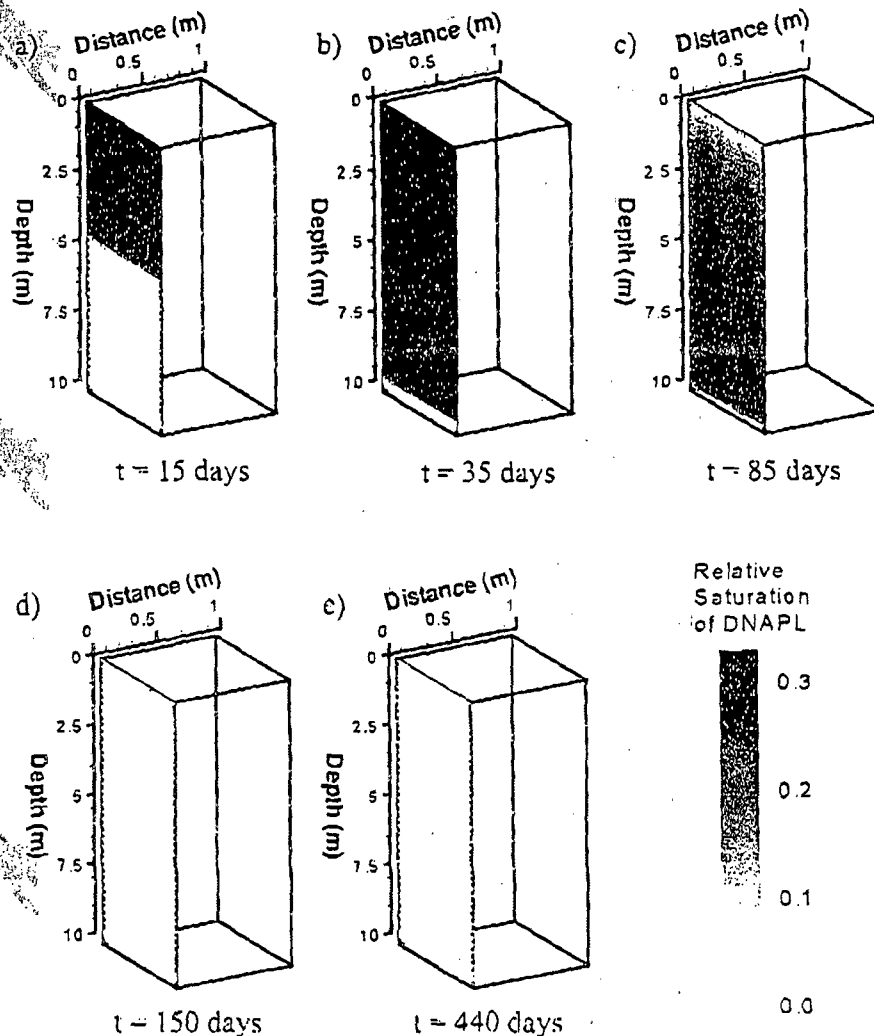 a)
Distance (m)
0 0.5 1
0
2.5
5
7.5
10
Depth (m)
t = 15 days
b)
Distance (m)
0 0.5 1
0
2.5
5
7.5
10
Depth (m)
t = 35 days
c)
Distance (m)
0 0.5 1
0
2.5
5
7.5
10
Depth (m)
t = 85 days
d)
Distance (m)
0 0.5 1
0
2.5
5
7.5
10
Depth (m)
t = 150 days
e)
Distance (m)
0 0.5 1
0
2.5
5
7.5
10
Depth (m)
t = 440 days
Relative
Saturation
of DNAPL
0.3
0.2
0.1
0.0